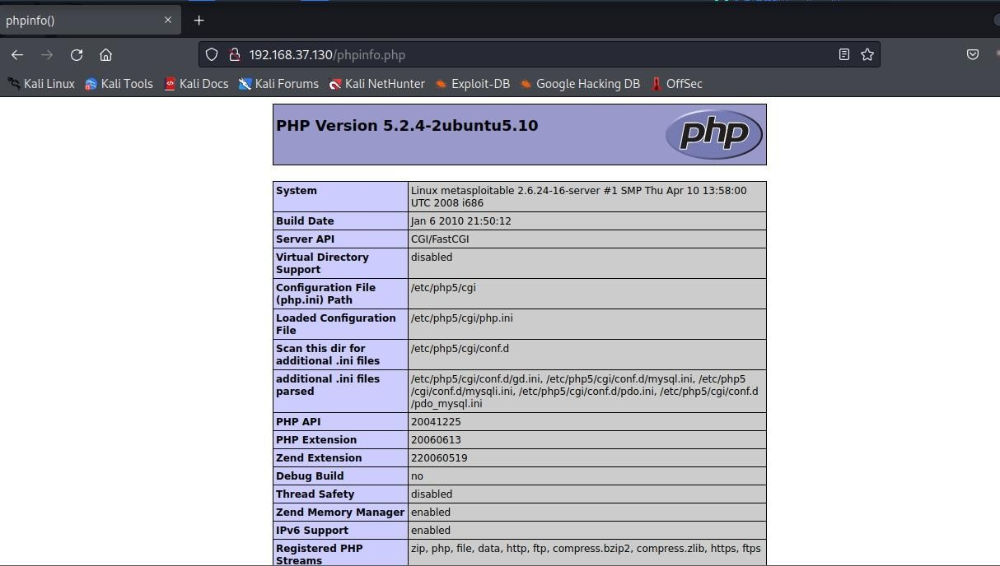 phpinfo()
192.168.37.130/phpinfo.php
Kali Linux Kali Tools Kali Docs Kali Forums Kali NetHunter Exploit-DB Google Hacking DB OffSec
PHP Version 5.2.4-2ubuntu5.10
php
System
Linux metasploitable 2.6.24-16-server #1 SMP Thu Apr 10 13:58:00
UTC 2008 i686
Build Date
Jan 6 2010 21:50:12
Server API
CGI/FastCGI
Virtual Directory
Support
disabled
Configuration File
(php.ini) Path
/etc/php5/cgi
Loaded Configuration
File
/etc/php5/cgi/php.ini
Scan this dir for
additional .ini files
/etc/php5/cgi/conf.d
additional .ini files
parsed
/etc/php5/cgi/conf.d/gd.ini, /etc/php5/cgi/conf.d/mysql.ini, /etc/php5
/cgi/conf.d/mysqli.ini, /etc/php5/cgi/conf.d/pdo.ini, /etc/php5/cgi/conf.d
/pdo_mysql.ini
PHP API
20041225
PHP Extension
20060613
Zend Extension
220060519
Debug Build
no
Thread Safety
disabled
Zend Memory Manager
enabled
IPv6 Support
enabled
Registered PHP
Streams
zip, php, file, data, http, ftp, compress.bzip2, compress.zlib, https, ftps